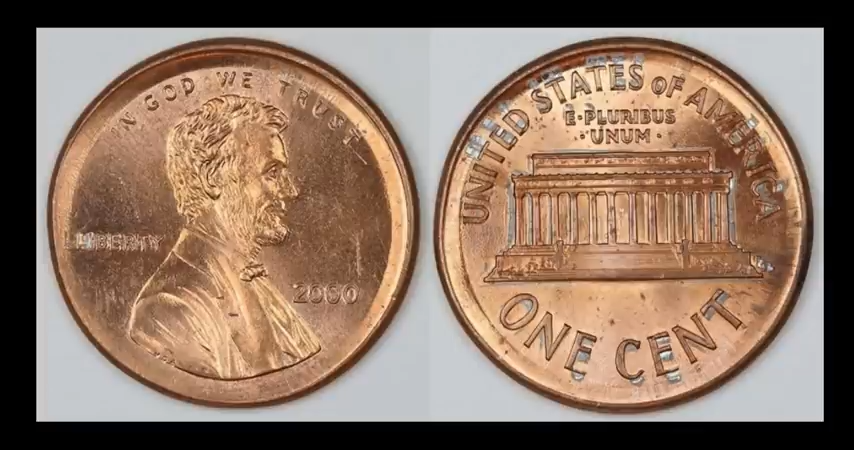 IN GOD WE TRUST
LIBERTY
2000
UNITED STATES OF AMERICA
E·PLURIBUS
·UNUM·
ONE CENT